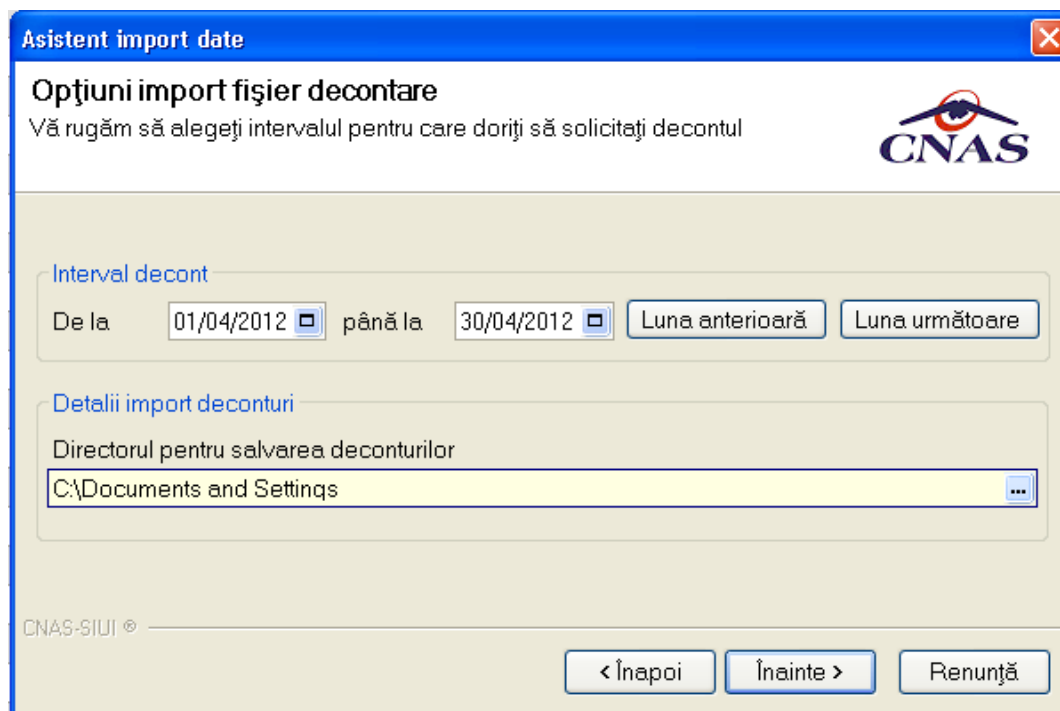 Asistent import date
Opţiuni import fişier decontare
Vă rugăm să alegeţi intervalul pentru care doriţi să solicitaţi decontul
CNAS
Interval decont
De la 01/04/2012 până la 30/04/2012 Luna anterioară Luna următoare
Detalii import deconturi
Directorul pentru salvarea deconturilor
C:\Documents and Settings ...
CNAS-SIUI ®
< Înapoi Înainte > Renunţă